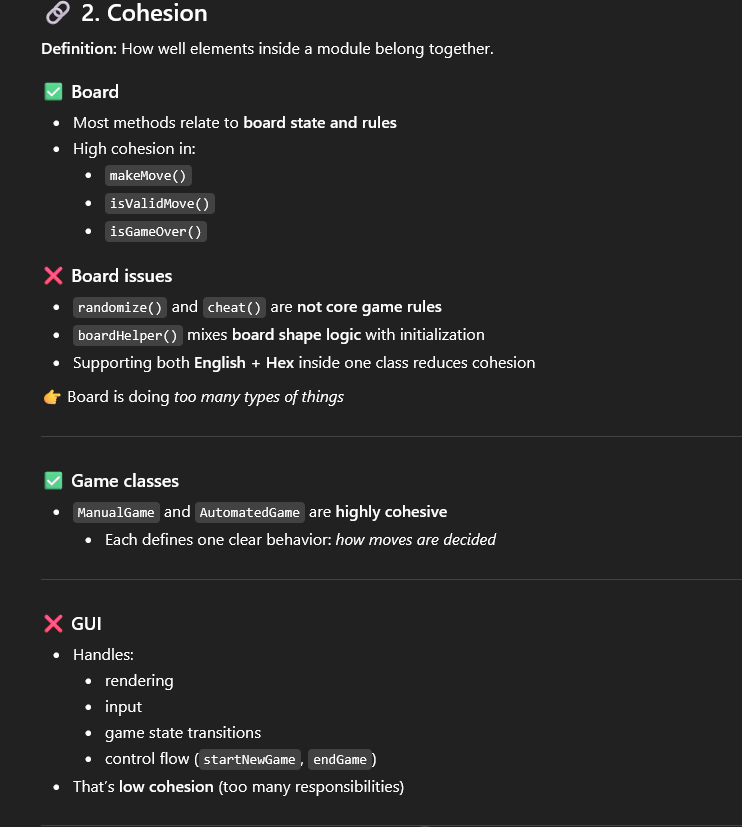 🔗 2. Cohesion
Definition: How well elements inside a module belong together.
✅ Board
• Most methods relate to board state and rules
• High cohesion in:
• makeMove()
• isValidMove()
• isGameOver()
❌ Board issues
• randomize() and cheat() are not core game rules
• boardHelper() mixes board shape logic with initialization
• Supporting both English + Hex inside one class reduces cohesion
👉 Board is doing too many types of things
✅ Game classes
• ManualGame and AutomatedGame are highly cohesive
• Each defines one clear behavior: how moves are decided
❌ GUI
• Handles:
• rendering
• input
• game state transitions
• control flow (startNewGame, endGame)
• That’s low cohesion (too many responsibilities)